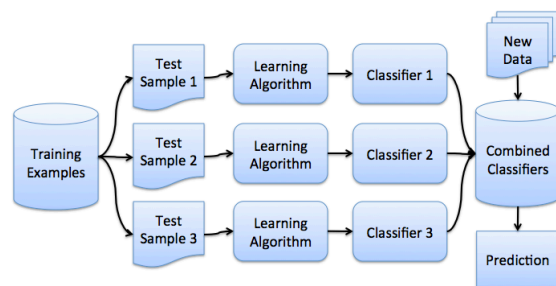 Training
Examples
Test
Sample 1
Learning
Algorithm
Classifier 1
Test
Sample 2
Learning
Algorithm
Classifier 2
Test
Sample 3
Learning
Algorithm
Classifier 3
New
Data
Combined
Classifiers
Prediction